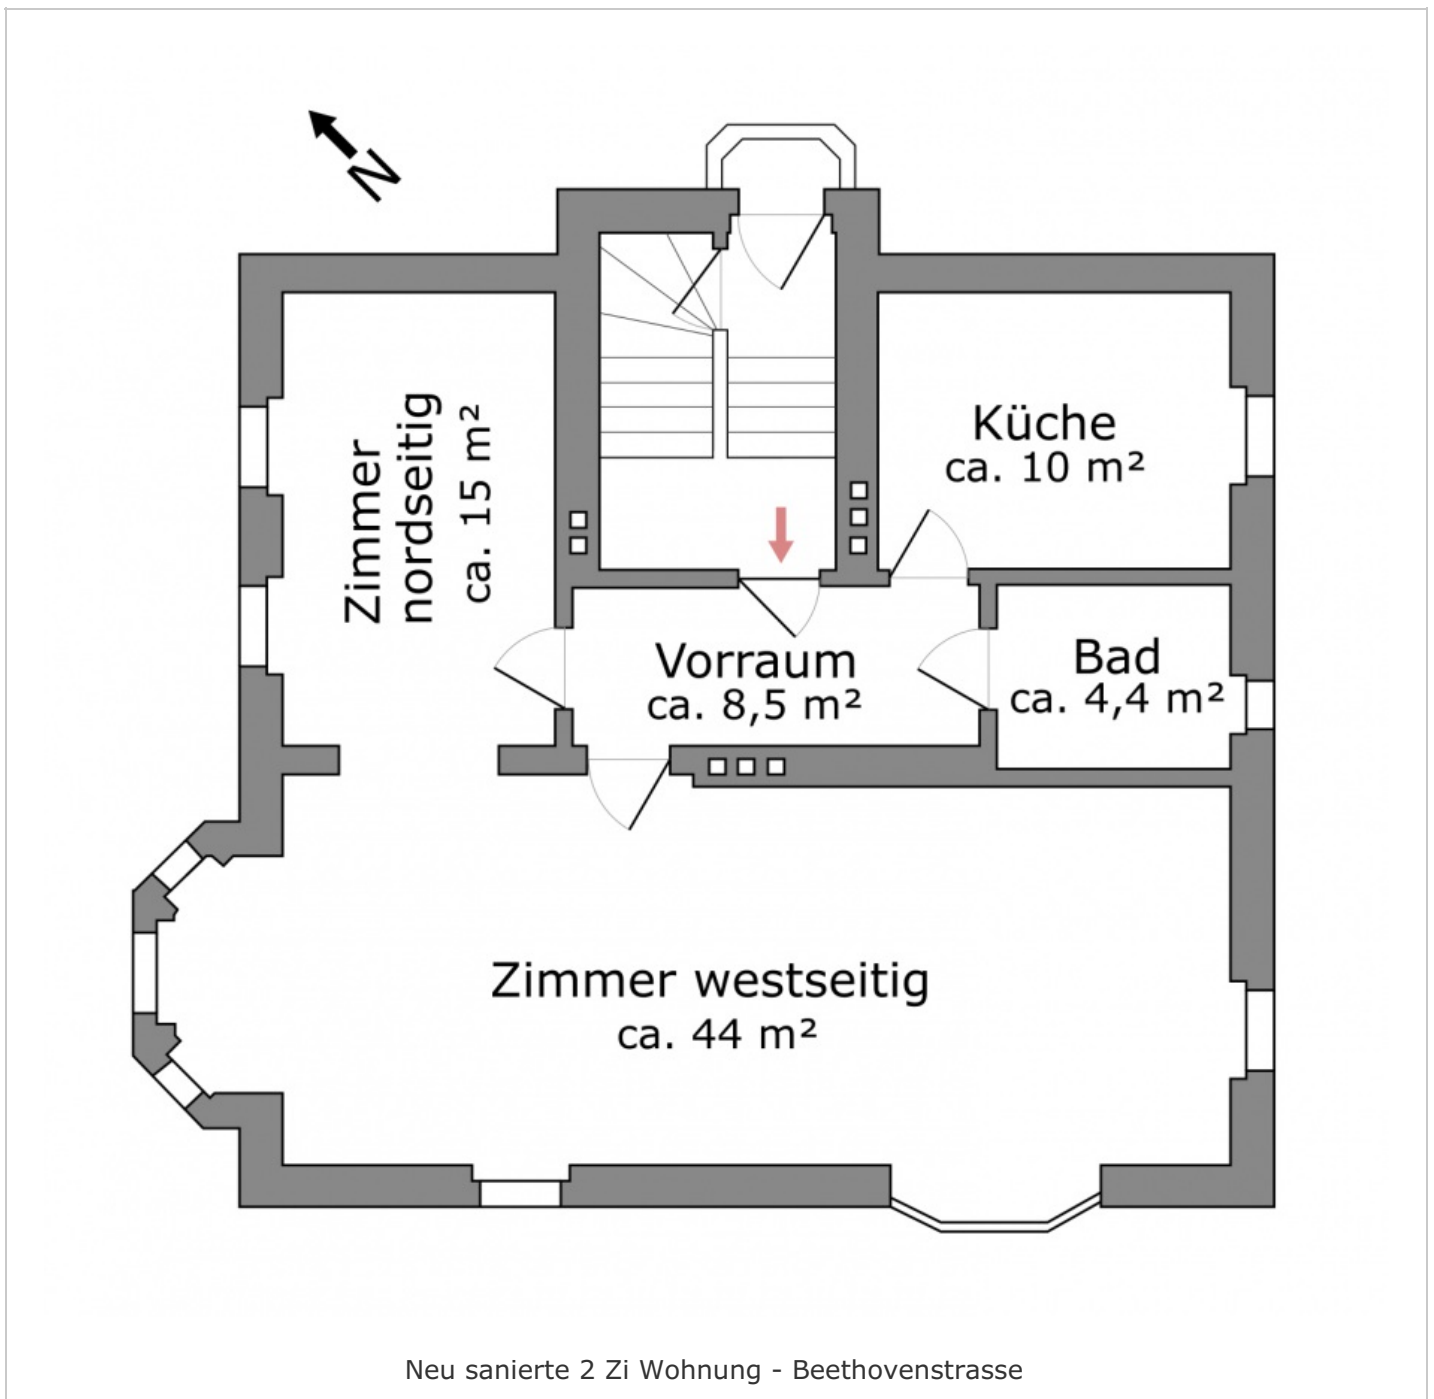 N
Zimmer
nordseitig
ca. 15 m²
Küche
ca. 10 m²
Vorraum
ca. 8,5 m²
Bad
ca. 4,4 m²
Zimmer westseitig
ca. 44 m²
Neu sanierte 2 Zi Wohnung - Beethovenstrasse